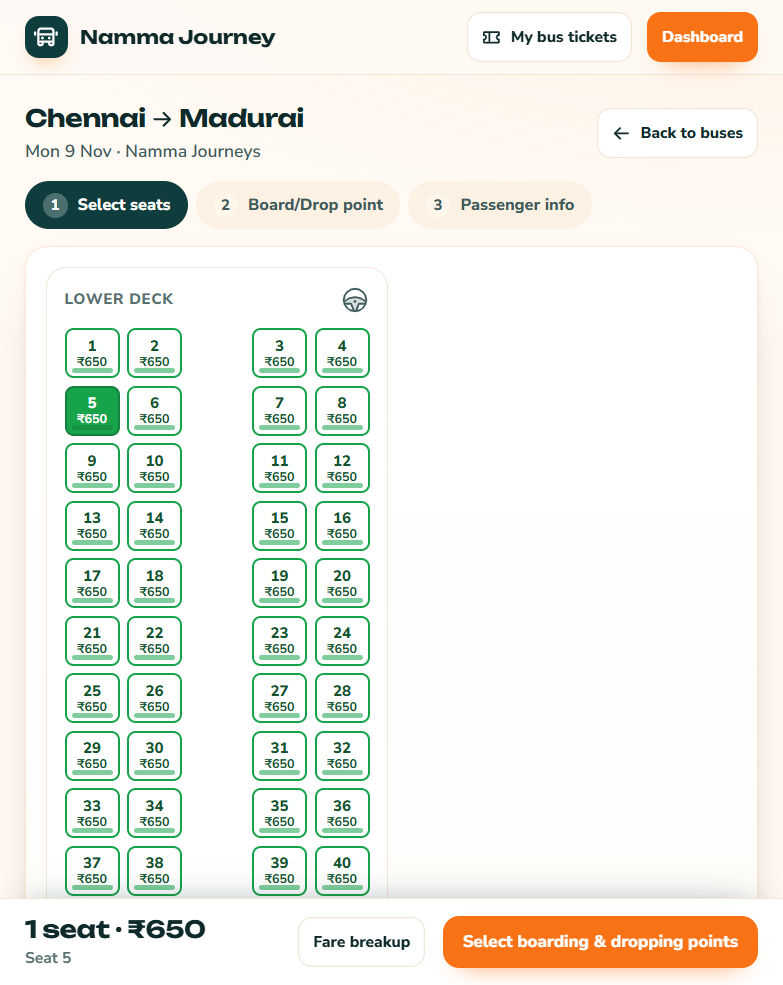 Namma Journey
My bus tickets
Dashboard
Chennai → Madurai
Mon 9 Nov · Namma Journeys
← Back to buses
1 Select seats
2 Board/Drop point
3 Passenger info
LOWER DECK
1 2 3 4
₹650 ₹650 ₹650 ₹650
5 6 7 8
₹650 ₹650 ₹650 ₹650
9 10 11 12
₹650 ₹650 ₹650 ₹650
13 14 15 16
₹650 ₹650 ₹650 ₹650
17 18 19 20
₹650 ₹650 ₹650 ₹650
21 22 23 24
₹650 ₹650 ₹650 ₹650
25 26 27 28
₹650 ₹650 ₹650 ₹650
29 30 31 32
₹650 ₹650 ₹650 ₹650
33 34 35 36
₹650 ₹650 ₹650 ₹650
37 38 39 40
₹650 ₹650 ₹650 ₹650
1 seat · ₹650
Seat 5
Fare breakup
Select boarding & dropping points